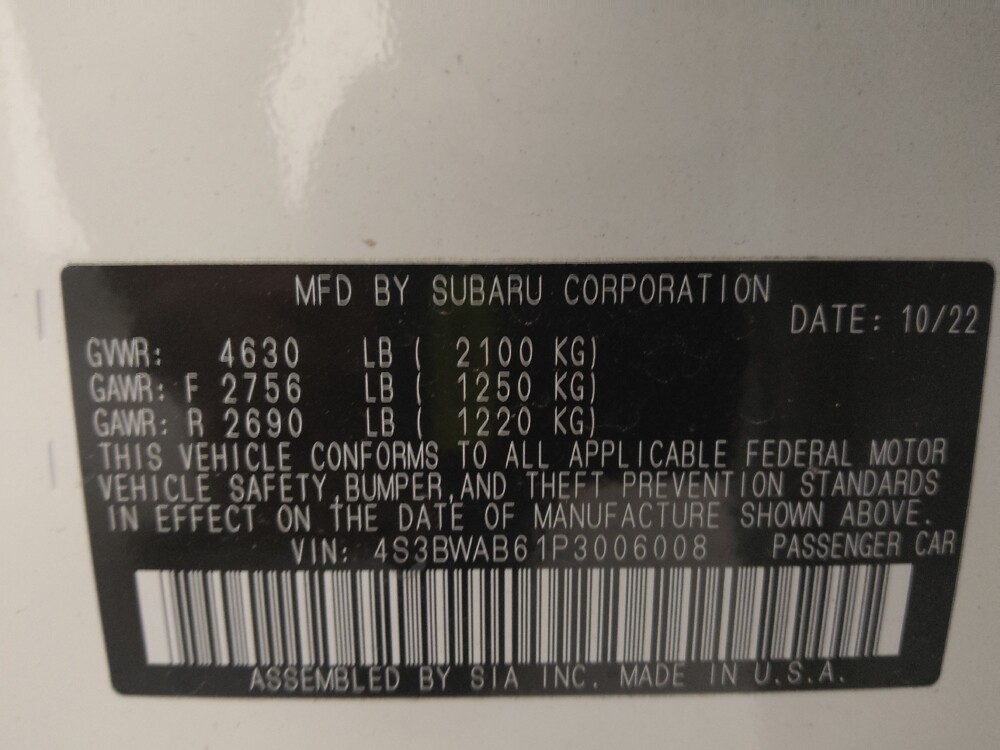 MFD BY SUBARU CORPORATION
DATE: 10/22
GVWR: 4630 LB ( 2100 KG)
GAWR: F 2756 LB ( 1250 KG)
GAWR: R 2690 LB ( 1220 KG)
THIS VEHICLE CONFORMS TO ALL APPLICABLE FEDERAL MOTOR
VEHICLE SAFETY,BUMPER,AND THEFT PREVENTION STANDARDS
IN EFFECT ON THE DATE OF MANUFACTURE SHOWN ABOVE.
VIN: 4S3BWAB61P3006008 PASSENGER CAR
ASSEMBLED BY SIA INC. MADE IN U.S.A.